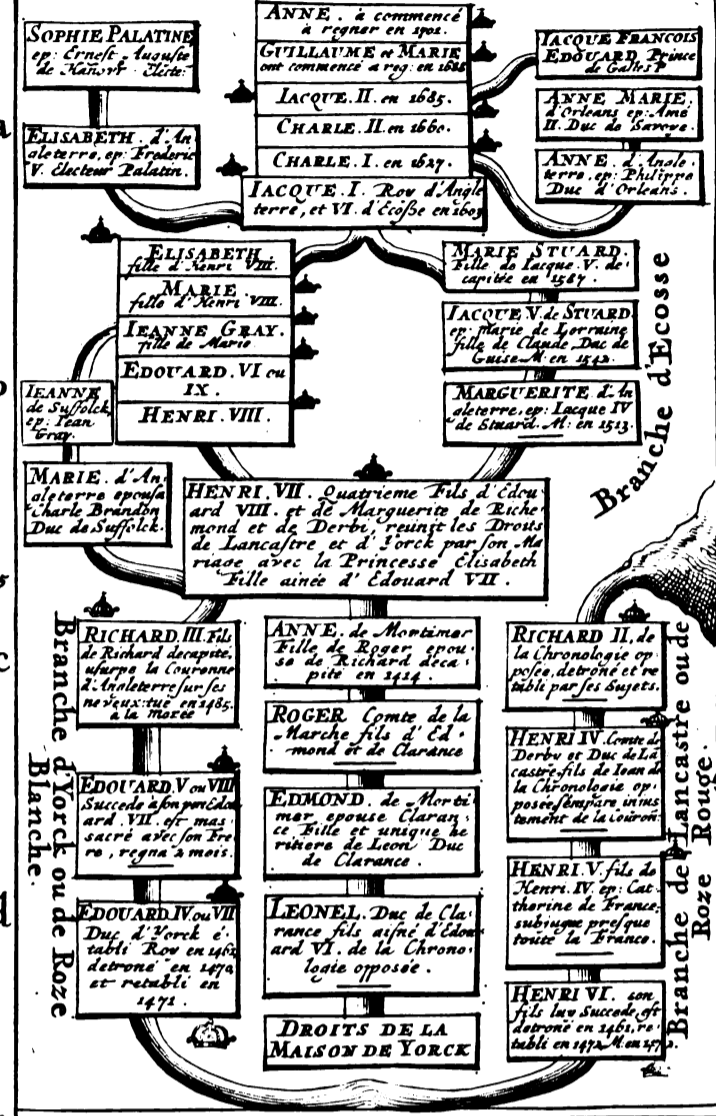 SOPHIE PALATINE
ep: Ernest Auguste
de Hanovr Electe:
ELISABETH. d'An
gleterre, ep: Frederic
V. Electeur Palatin.
ANNE. a commencé
à regner en 1702.
GUILLAUME et MARIE
ont commencé a reg: en 1688
IACQUE. II. en 1685.
CHARLE. II en 1660.
CHARLE. I. en 1627.
IACQUE. I. Roy d'Angle
terre, et VI. d'Ecosse en 1603
IACQUE FRANCOIS
EDOUARD Prince
de Galles
ANNE MARIE.
d'Orleans ep: Amé
II. Duc de Savoye.
ANNE. d'Angle-
terre, ep: Philippe
Duc d'Orleans.
ELISABETH.
fille d'Henri VIII.
MARIE.
fille d'Henri VIII.
IEANNE GRAY.
fille de Marie
EDOUARD. VI ou
IX.
HENRI. VIII.
MARIE STUARD.
Fille de Iacque V. de-
capitée en 1587.
IACQUE V. de STUARD
ep: Marie de Lorraine
fille de Claude, Duc de
Guise M: en 1542.
MARGUERITE d'An
gleterre, ep: Iacque IV
de Stuard. M: en 1513.
Branche d'Ecosse
IEANNE
de Suffolck,
ep: Iean
Gray.
MARIE. d'An-
gleterre epousa
Charle Brandon
Duc de Suffolck.
HENRI. VII. Quatrieme Fils d'Edou
ard VIII. et de Marguerite de Riche
mond et de Derbi, reunit les Droits
de Lancastre et d'Yorck par son Ma
riage avec la Princesse Elisabeth
Fille ainée d'Edouard VII.
Branche d'Yorck ou de Roze
Blanche.
RICHARD. III. Fils
de Richard decapité,
usurpe la Couronne
d'Angleterre sur ses
neveux: tué en 1485.
EDOUARD. V ou VIII
Succede à son pere Edou
ard. VII. est mas
sacré avec son Fre
re, regna 2 mois.
EDOUARD. IV. ou VII
Duc d'Yorck é-
tabli Roy en 1461
detroné en 1470
et retabli en
1471.
ANNE. de Mortimer
Fille de Roger epou
se de Richard deca
pité en 1414.
ROGER Comte de la
Marche fils d'Ed-
mond et de Clarance
EDMOND. de Morti
mer epouse Claran-
ce Fille et unique he
ritiere de Leon Duc
de Clarance.
LEONEL. Duc de Cla
rance fils aisné d'Edou
ard VI. de la Chrono-
logie opposée.
DROITS DE LA
MAISON DE YORCK
RICHARD II. de
la Chronologie op
posée, detroné et re
tabli par ses Sujets.
HENRI IV. Comte de
Derby et Duc de La
castre, fils de Iean de
la Chronologie op-
posée, s'empare inius
tement de la Couron:
HENRI. V. fils de
Henri. IV ep: Cat
therine de France,
subiugue presque
toute la France.
HENRI VI. son
fils luy Succede, est
detroné en 1461, re
tabli en 1472
Branche de Lancastre ou de
Roze Rouge.